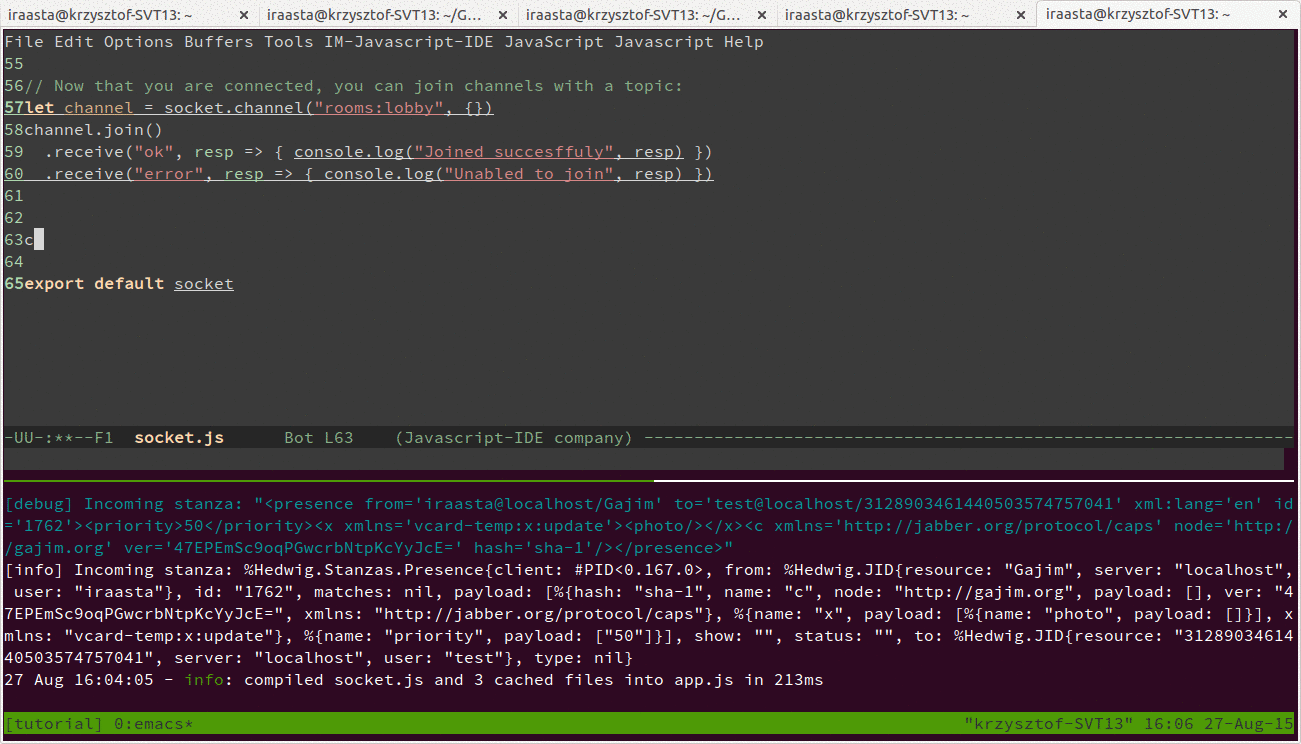 iraasta@krzysztof-SVT13: ~ × iraasta@krzysztof-SVT13: ~/G... × iraasta@krzysztof-SVT13: ~/G... × iraasta@krzysztof-SVT13: ~ × iraasta@krzysztof-SVT13: ~ ×
File Edit Options Buffers Tools IM-Javascript-IDE JavaScript Javascript Help
55
56// Now that you are connected, you can join channels with a topic:
57let channel = socket.channel("rooms:lobby", {})
58channel.join()
59  .receive("ok", resp => { console.log("Joined succesffuly", resp) })
60  .receive("error", resp => { console.log("Unabled to join", resp) })
61
62
63c
64
65export default socket
-UU-:**--F1  socket.js      Bot L63    (Javascript-IDE company) -----------------------------------------------------------------
[debug] Incoming stanza: "<presence from='iraasta@localhost/Gajim' to='test@localhost/3128903461440503574757041' xml:lang='en' id
='1762'><priority>50</priority><x xmlns='vcard-temp:x:update'><photo/></x><c xmlns='http://jabber.org/protocol/caps' node='http:/
/gajim.org' ver='47EPEmSc9oqPGwcrbNtpKcYyJcE=' hash='sha-1'/></presence>"
[info] Incoming stanza: %Hedwig.Stanzas.Presence{client: #PID<0.167.0>, from: %Hedwig.JID{resource: "Gajim", server: "localhost",
 user: "iraasta"}, id: "1762", matches: nil, payload: [%{hash: "sha-1", name: "c", node: "http://gajim.org", payload: [], ver: "4
7EPEmSc9oqPGwcrbNtpKcYyJcE=", xmlns: "http://jabber.org/protocol/caps"}, %{name: "x", payload: [%{name: "photo", payload: []}], x
mlns: "vcard-temp:x:update"}, %{name: "priority", payload: ["50"]}], show: "", status: "", to: %Hedwig.JID{resource: "31289034614
40503574757041", server: "localhost", user: "test"}, type: nil}
27 Aug 16:04:05 - info: compiled socket.js and 3 cached files into app.js in 213ms
[tutorial] 0:emacs* "krzysztof-SVT13" 16:06 27-Aug-15